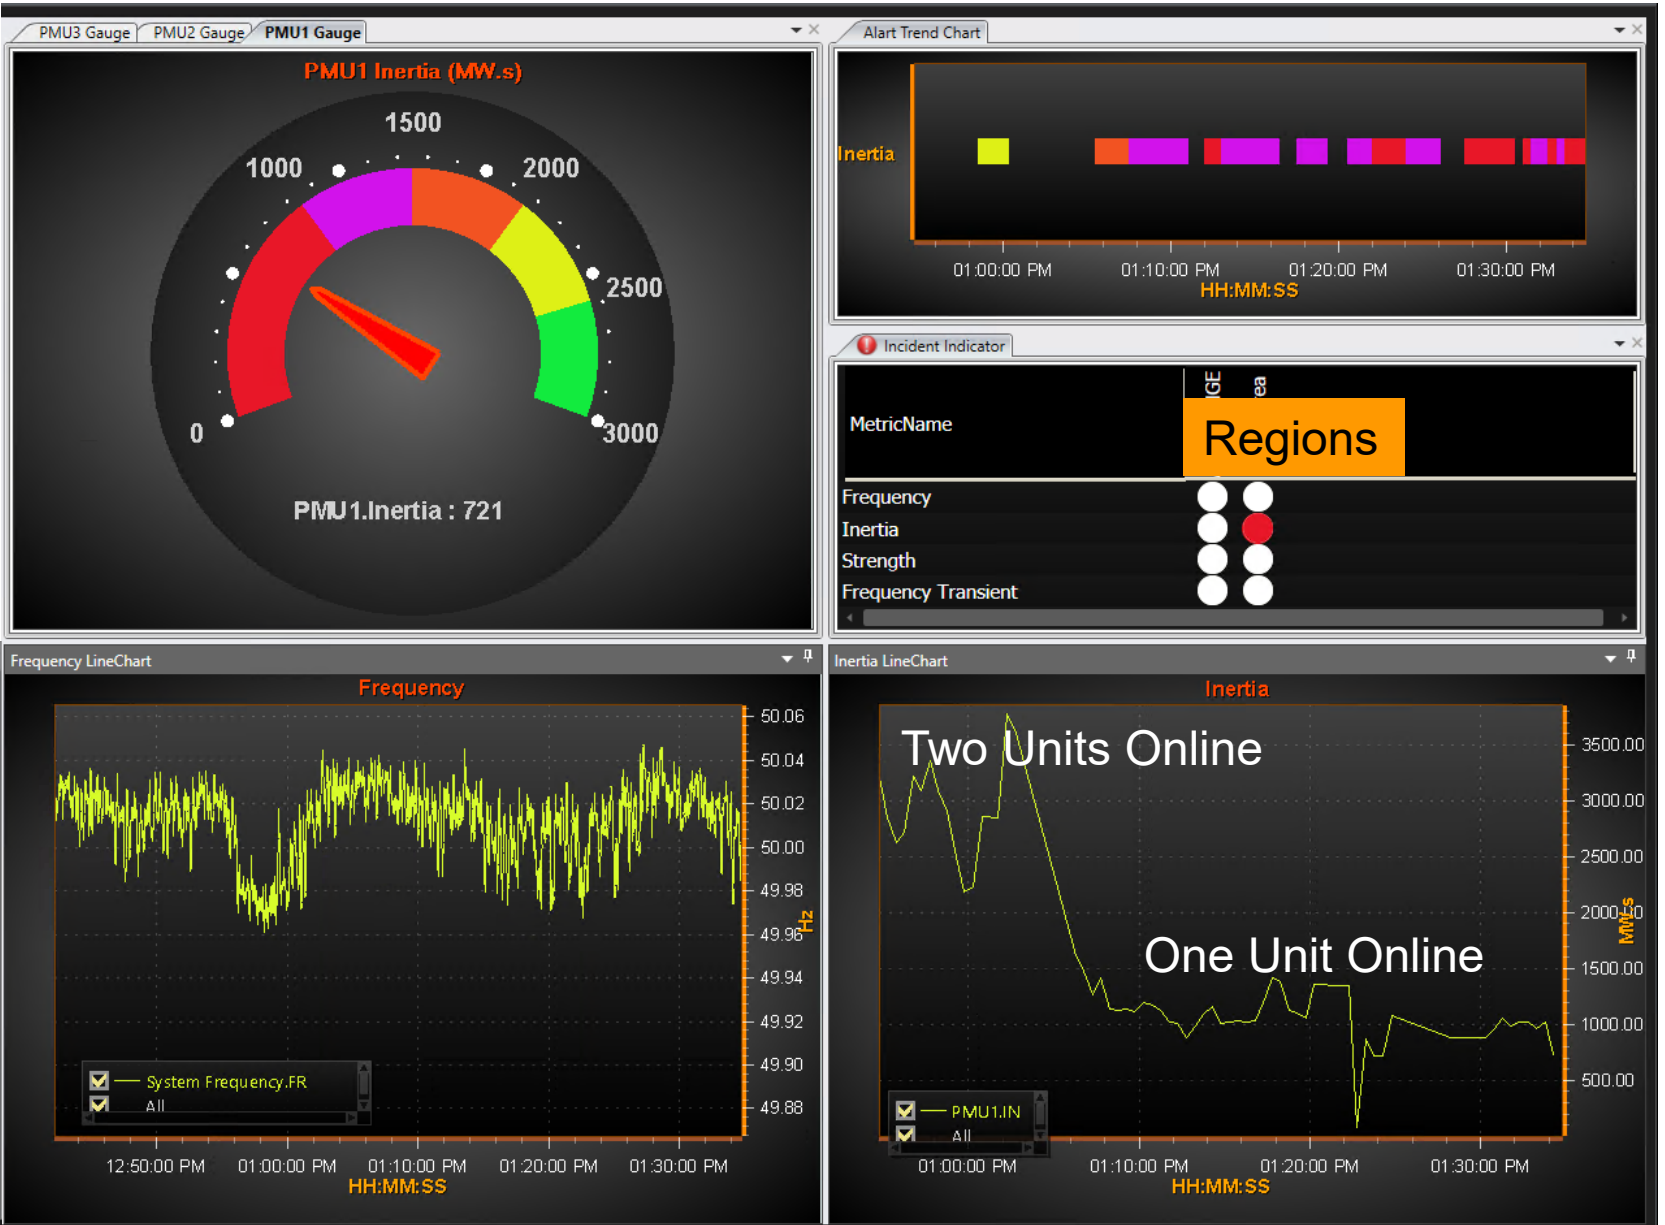 PMU3 Gauge
PMU2 Gauge
PMU1 Gauge
PMU1 Inertia (MW.s)
0
1000
1500
2000
2500
3000
PMU1.Inertia : 721
Alart Trend Chart
Inertia
01:00:00 PM
01:10:00 PM
01:20:00 PM
01:30:00 PM
HH:MM:SS
Incident Indicator
MetricName
Regions
Frequency
Inertia
Strength
Frequency Transient
Frequency LineChart
Frequency
50.06
50.04
50.02
50.00
49.98
49.96
49.94
49.92
49.90
49.88
Hz
System Frequency.FR
All
12:50:00 PM
01:00:00 PM
01:10:00 PM
01:20:00 PM
01:30:00 PM
HH:MM:SS
Inertia LineChart
Inertia
Two Units Online
One Unit Online
3500.00
3000.00
2500.00
2000.00
1500.00
1000.00
500.00
MW.s
PMU1.IN
All
01:00:00 PM
01:10:00 PM
01:20:00 PM
01:30:00 PM
HH:MM:SS